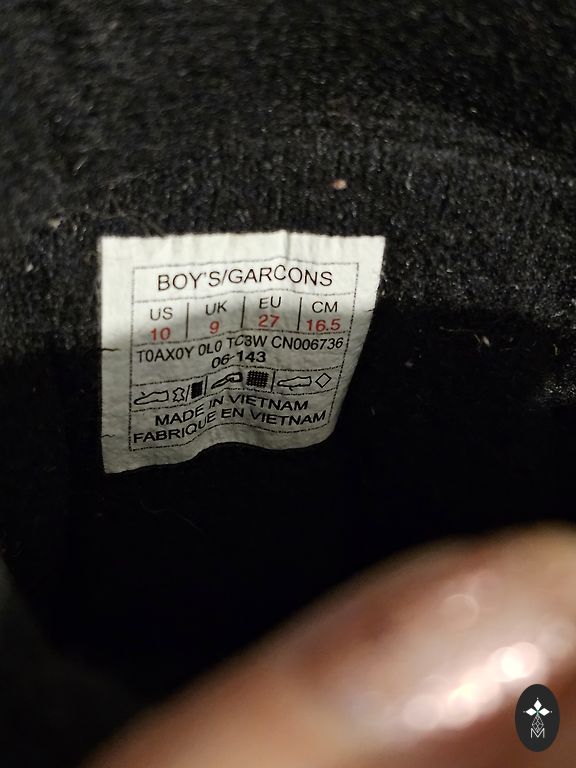 BOY'S/GARCONS
US UK EU CM
10 9 27 16.5
T0AX0Y 0L0 TC3W CN006736
06-143
MADE IN VIETNAM
FABRIQUE EN VIETNAM
M